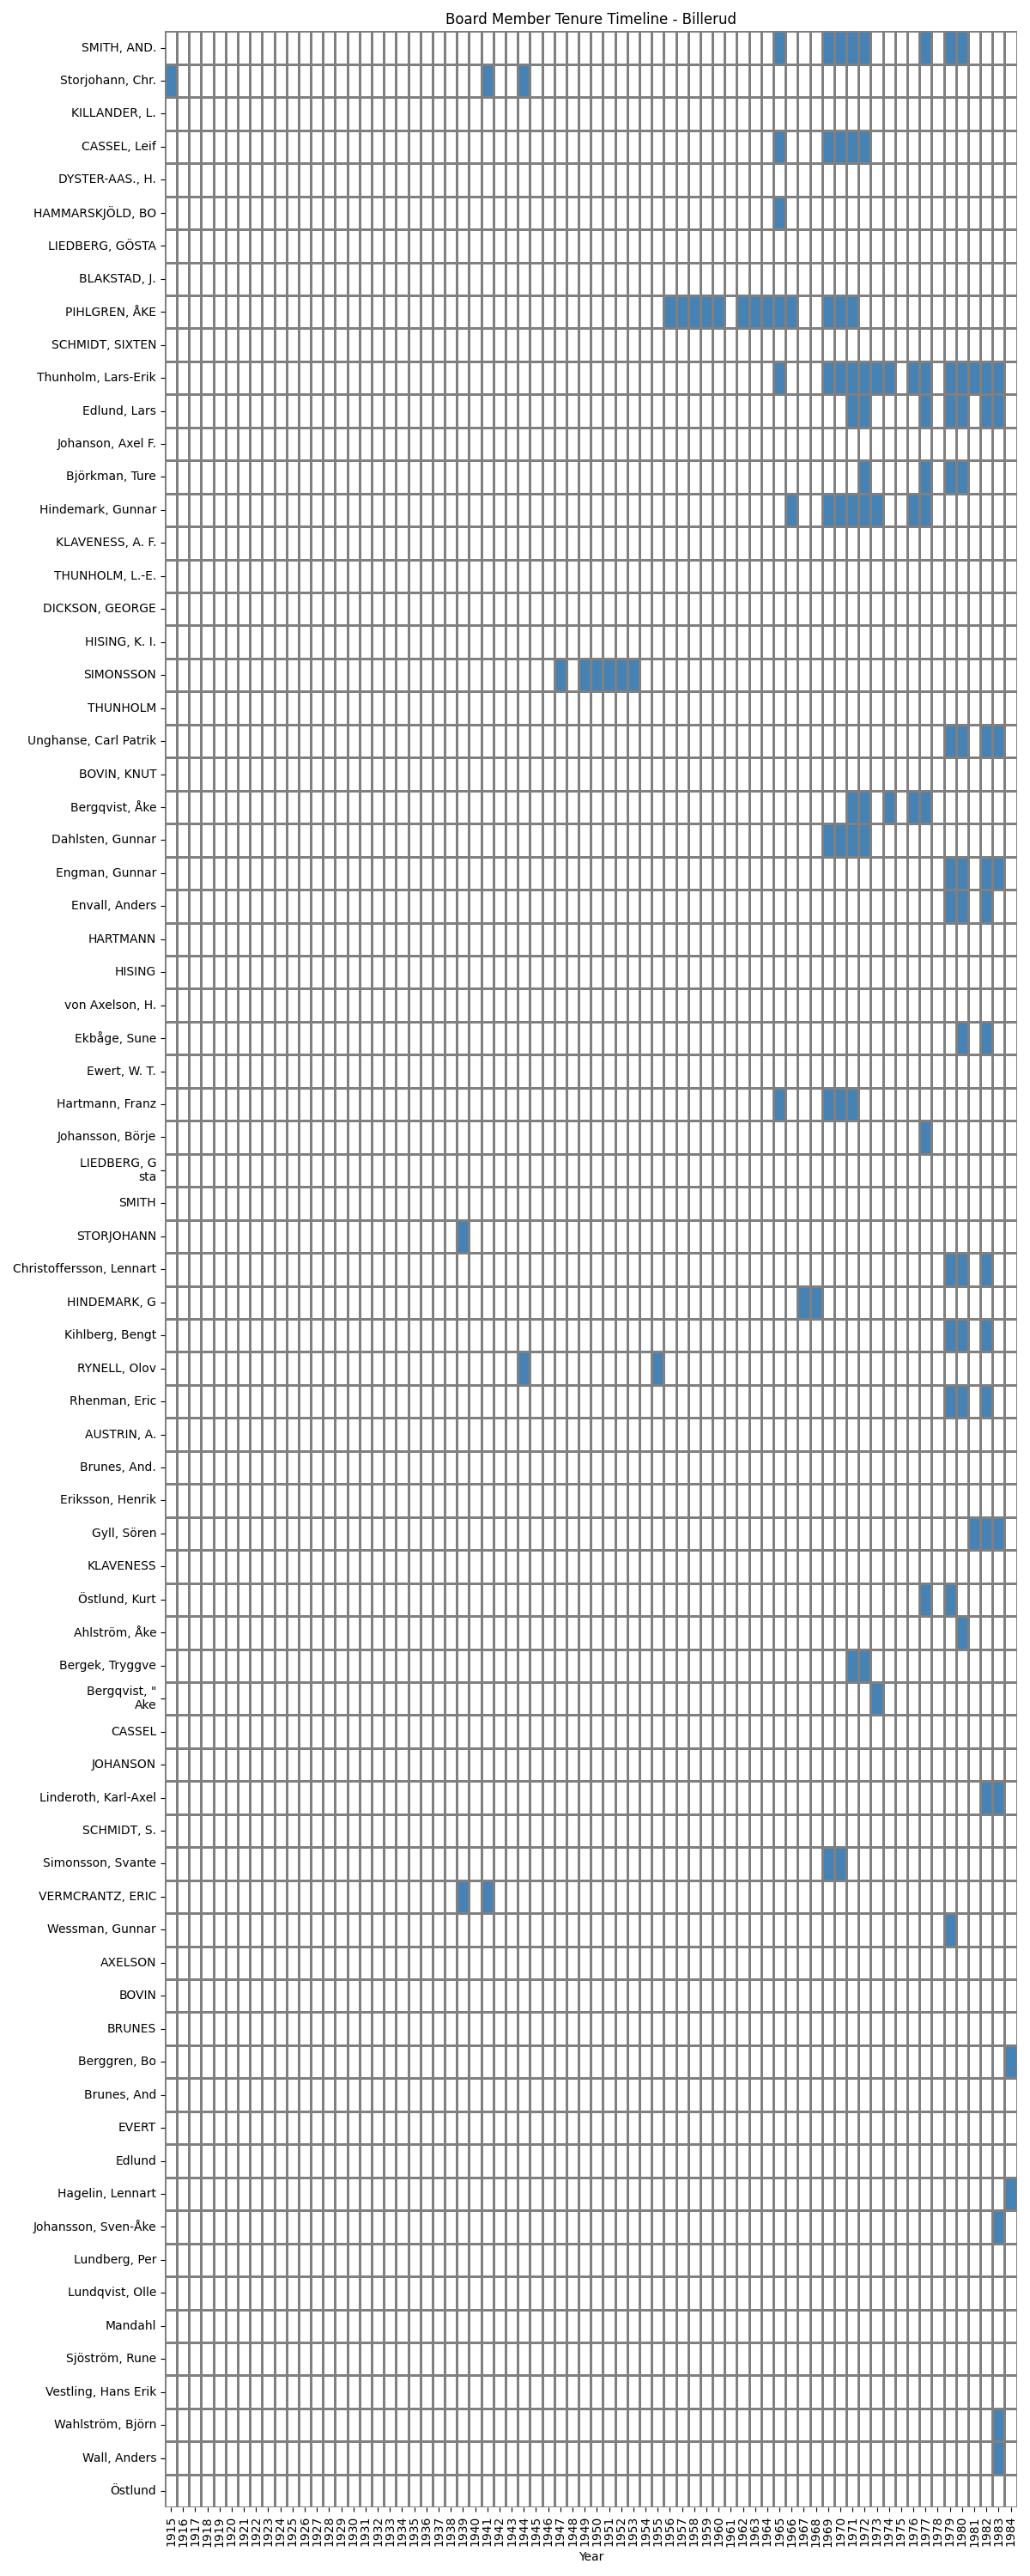 Board Member Tenure Timeline - Billerud
SMITH, AND.
Storjohann, Chr.
KILLANDER, L.
CASSEL, Leif
DYSTER-AAS., H.
HAMMARSKJÖLD, BO
LIEDBERG, GÖSTA
BLAKSTAD, J.
PIHLGREN, ÅKE
SCHMIDT, SIXTEN
Thunholm, Lars-Erik
Edlund, Lars
Johanson, Axel F.
Björkman, Ture
Hindemark, Gunnar
KLAVENESS, A. F.
THUNHOLM, L.-E.
DICKSON, GEORGE
HISING, K. I.
SIMONSSON
THUNHOLM
Unghanse, Carl Patrik
BOVIN, KNUT
Bergqvist, Åke
Dahlsten, Gunnar
Engman, Gunnar
Envall, Anders
HARTMANN
HISING
von Axelson, H.
Ekbåge, Sune
Ewert, W. T.
Hartmann, Franz
Johansson, Börje
LIEDBERG, G
sta
SMITH
STORJOHANN
Christoffersson, Lennart
HINDEMARK, G
Kihlberg, Bengt
RYNELL, Olov
Rhenman, Eric
AUSTRIN, A.
Brunes, And.
Eriksson, Henrik
Gyll, Sören
KLAVENESS
Östlund, Kurt
Ahlström, Åke
Bergek, Tryggve
Bergqvist, "
Ake
CASSEL
JOHANSON
Linderoth, Karl-Axel
SCHMIDT, S.
Simonsson, Svante
VERMCRANTZ, ERIC
Wessman, Gunnar
AXELSON
BOVIN
BRUNES
Berggren, Bo
Brunes, And
EVERT
Edlund
Hagelin, Lennart
Johansson, Sven-Åke
Lundberg, Per
Lundqvist, Olle
Mandahl
Sjöström, Rune
Vestling, Hans Erik
Wahlström, Björn
Wall, Anders
Östlund
1915 1916 1917 1918 1919 1920 1921 1922 1923 1924 1925 1926 1927 1928 1929 1930 1931 1932 1933 1934 1935 1936 1937 1938 1939 1940 1941 1942 1943 1944 1945 1946 1947 1948 1949 1950 1951 1952 1953 1954 1955 1956 1957 1958 1959 1960 1961 1962 1963 1964 1965 1966 1967 1968 1969 1970 1971 1972 1973 1974 1975 1976 1977 1978 1979 1980 1981 1982 1983 1984
Year